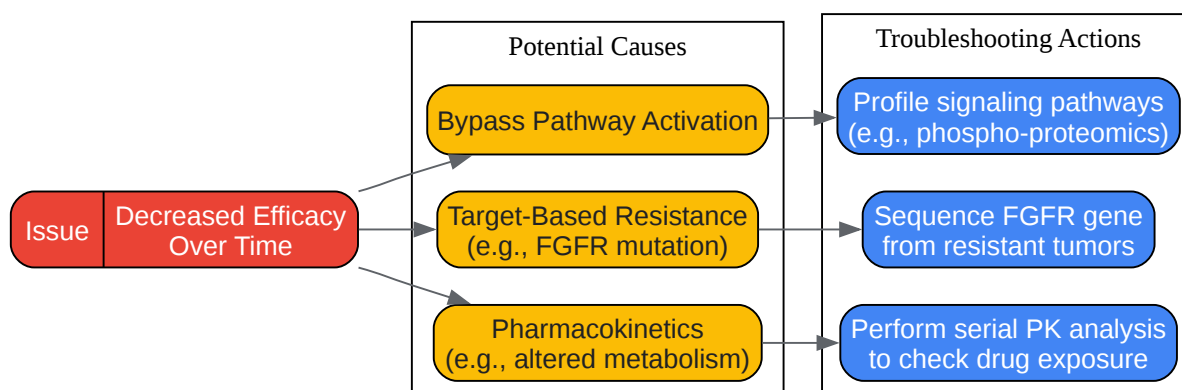 Potential Causes
Troubleshooting Actions
Issue
Decreased Efficacy
Over Time
Bypass Pathway Activation
Profile signaling pathways
(e.g., phospho-proteomics)
Target-Based Resistance
(e.g., FGFR mutation)
Sequence FGFR gene
from resistant tumors
Pharmacokinetics
(e.g., altered metabolism)
Perform serial PK analysis
to check drug exposure